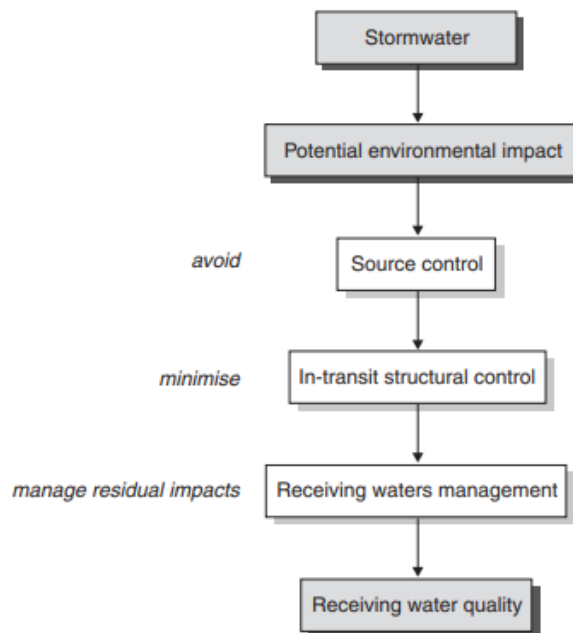 Stormwater
Potential environmental impact
avoid
Source control
minimise
In-transit structural control
manage residual impacts
Receiving waters management
Receiving water quality